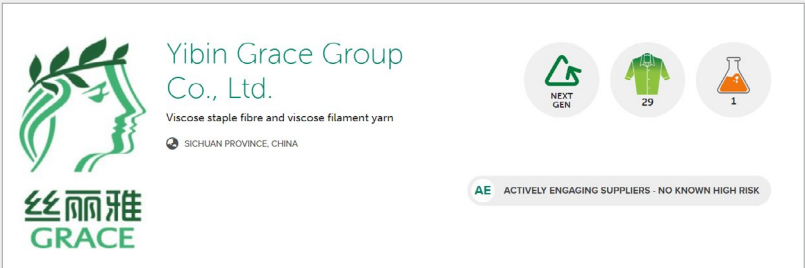 Yibin Grace Group
Co., Ltd.
Viscose staple fibre and viscose filament yarn
SICHUAN PROVINCE, CHINA
NEXT
GEN
29
1
AE ACTIVELY ENGAGING SUPPLIERS - NO KNOWN HIGH RISK
丝丽雅
GRACE